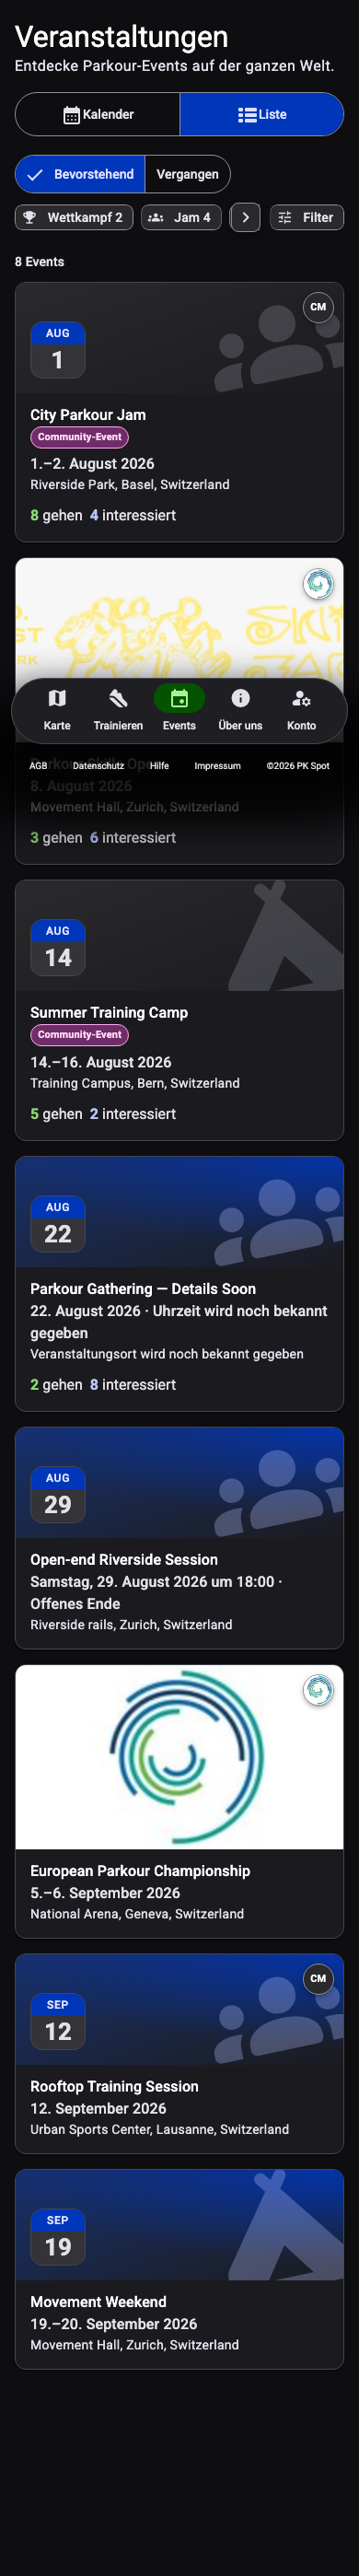 Veranstaltungen
Entdecke Parkour-Events auf der ganzen Welt.
Kalender
Liste
Bevorstehend
Vergangen
Wettkampf 2
Jam 4
Filter
8 Events
CM
AUG
1
City Parkour Jam
Community-Event
1.–2. August 2026
Riverside Park, Basel, Switzerland
8 gehen 4 interessiert
Karte
Trainieren
Events
Über uns
Konto
AGB
Datenschutz
Hilfe
Impressum
©2026 PK Spot
8. August 2026
Movement Hall, Zurich, Switzerland
3 gehen 6 interessiert
AUG
14
Summer Training Camp
Community-Event
14.–16. August 2026
Training Campus, Bern, Switzerland
5 gehen 2 interessiert
AUG
22
Parkour Gathering — Details Soon
22. August 2026 · Uhrzeit wird noch bekannt
gegeben
Veranstaltungsort wird noch bekannt gegeben
2 gehen 8 interessiert
AUG
29
Open-end Riverside Session
Samstag, 29. August 2026 um 18:00 ·
Offenes Ende
Riverside rails, Zurich, Switzerland
European Parkour Championship
5.–6. September 2026
National Arena, Geneva, Switzerland
CM
SEP
12
Rooftop Training Session
12. September 2026
Urban Sports Center, Lausanne, Switzerland
SEP
19
Movement Weekend
19.–20. September 2026
Movement Hall, Zurich, Switzerland